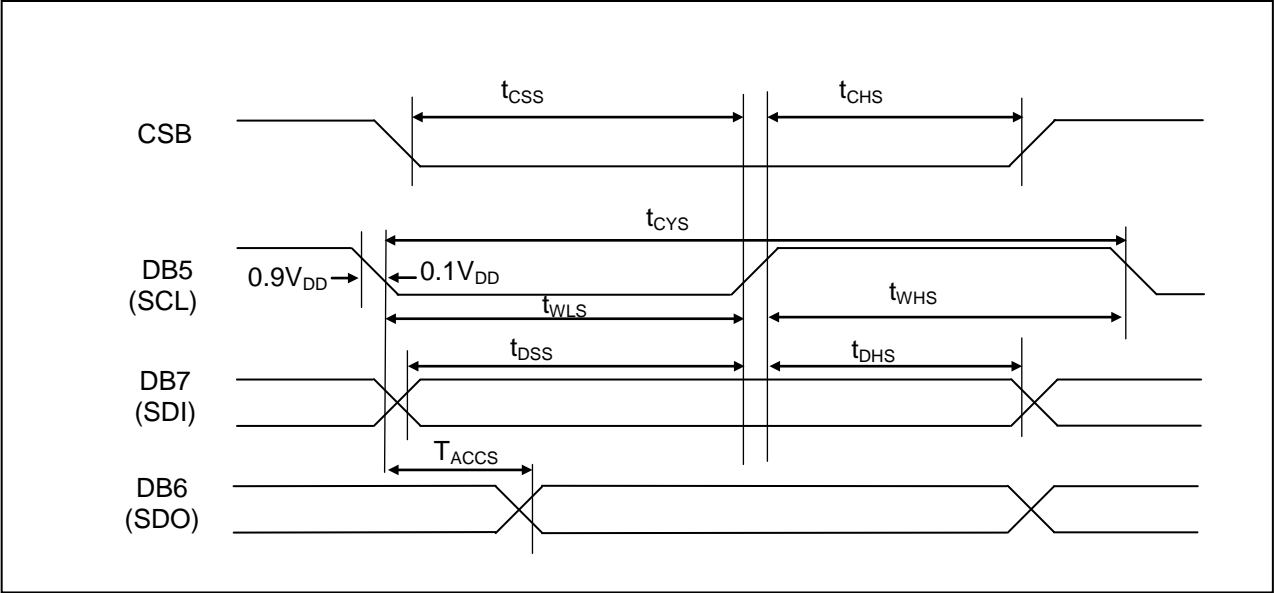 tCSS
tCHS
CSB
tCYS
DB5
(SCL)
0.9VDD
0.1VDD
tWLS
tWHS
tDSS
tDHS
DB7
(SDI)
TACCS
DB6
(SDO)